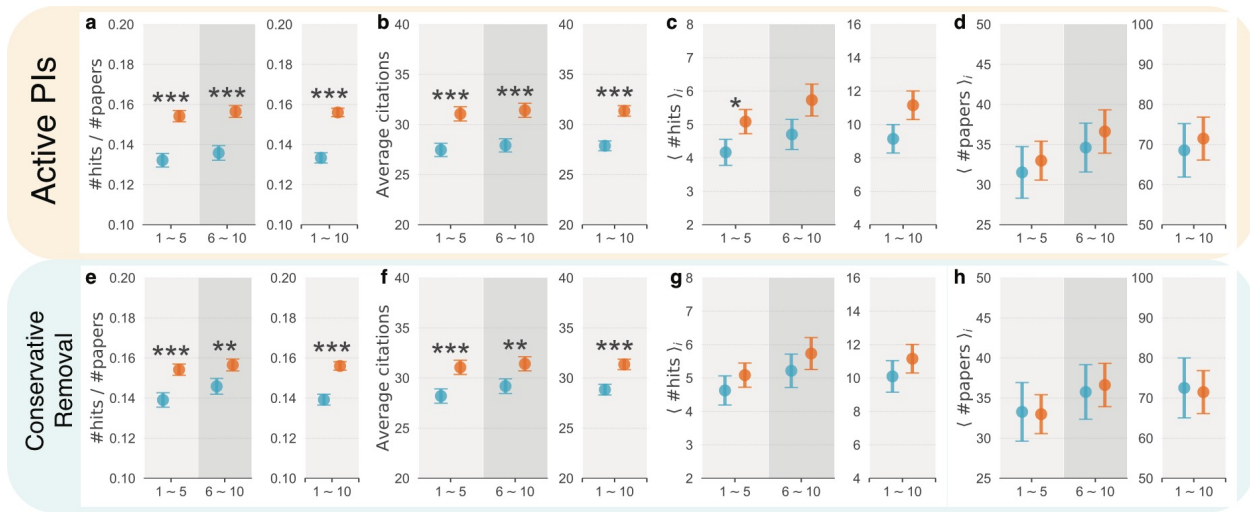 Active PIs
a
#hits / #papers
0.20
0.18
0.16
0.14
0.12
0.10
***
***
1 ~ 5
6 ~ 10
0.20
0.18
0.16
0.14
0.12
0.10
***
1 ~ 10
b
Average citations
40
35
30
25
20
***
***
1 ~ 5
6 ~ 10
40
35
30
25
20
***
1 ~ 10
c
⟨ #hits ⟩i
8
7
6
5
4
3
2
*
1 ~ 5
6 ~ 10
16
14
12
10
8
6
4
1 ~ 10
d
⟨ #papers ⟩i
50
45
40
35
30
25
1 ~ 5
6 ~ 10
100
90
80
70
60
50
1 ~ 10
Conservative
Removal
e
#hits / #papers
0.20
0.18
0.16
0.14
0.12
0.10
***
**
1 ~ 5
6 ~ 10
0.20
0.18
0.16
0.14
0.12
0.10
***
1 ~ 10
f
Average citations
40
35
30
25
20
***
**
1 ~ 5
6 ~ 10
40
35
30
25
20
***
1 ~ 10
g
⟨ #hits ⟩i
8
7
6
5
4
3
2
1 ~ 5
6 ~ 10
16
14
12
10
8
6
4
1 ~ 10
h
⟨ #papers ⟩i
50
45
40
35
30
25
1 ~ 5
6 ~ 10
100
90
80
70
60
50
1 ~ 10